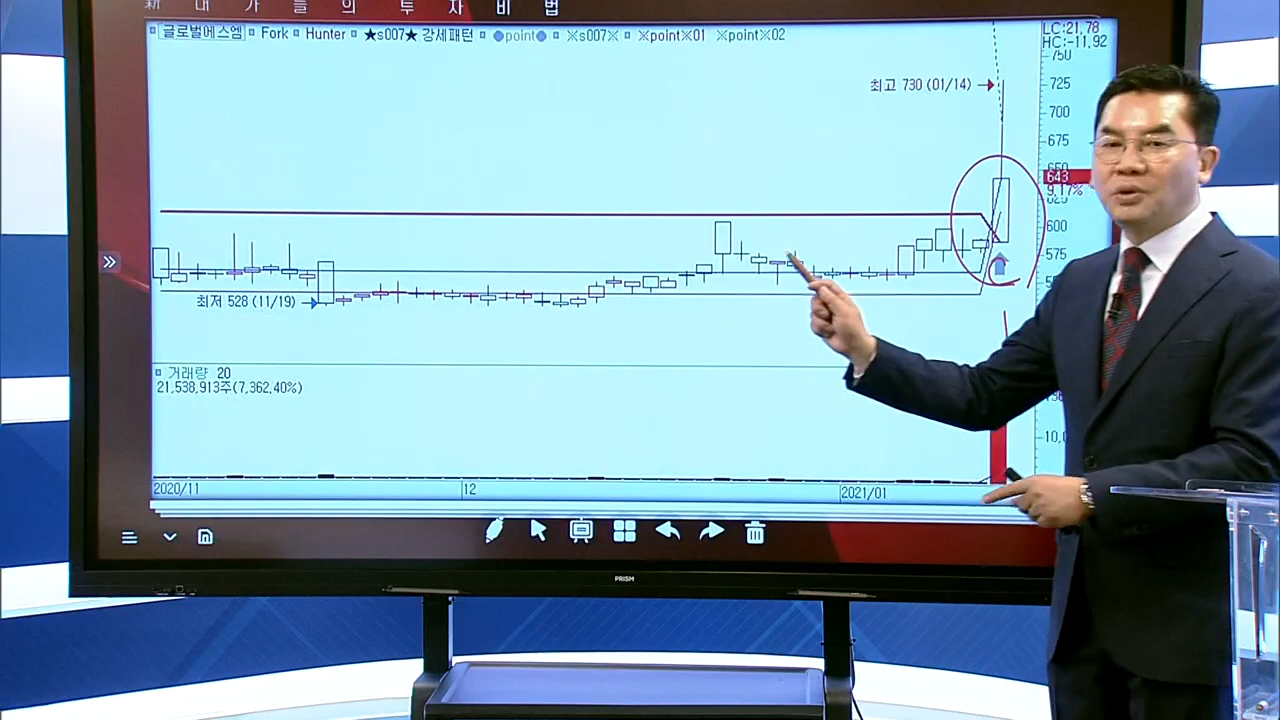 新 대 가 들 의 투 자 비 법
글로벌에스엠 Fork Hunter ★s007★ 강세패턴 ●point● ※s007※ ※point※01 ※point※02
LC:21.78
HC:-11.92
750
최고 730 (01/14)
725
700
675
650
643
9.17%
625
600
575
최저 528 (11/19)
거래량 20
21,538,913주(7,362.40%)
10,0
2020/11 12 2021/01
PRISM